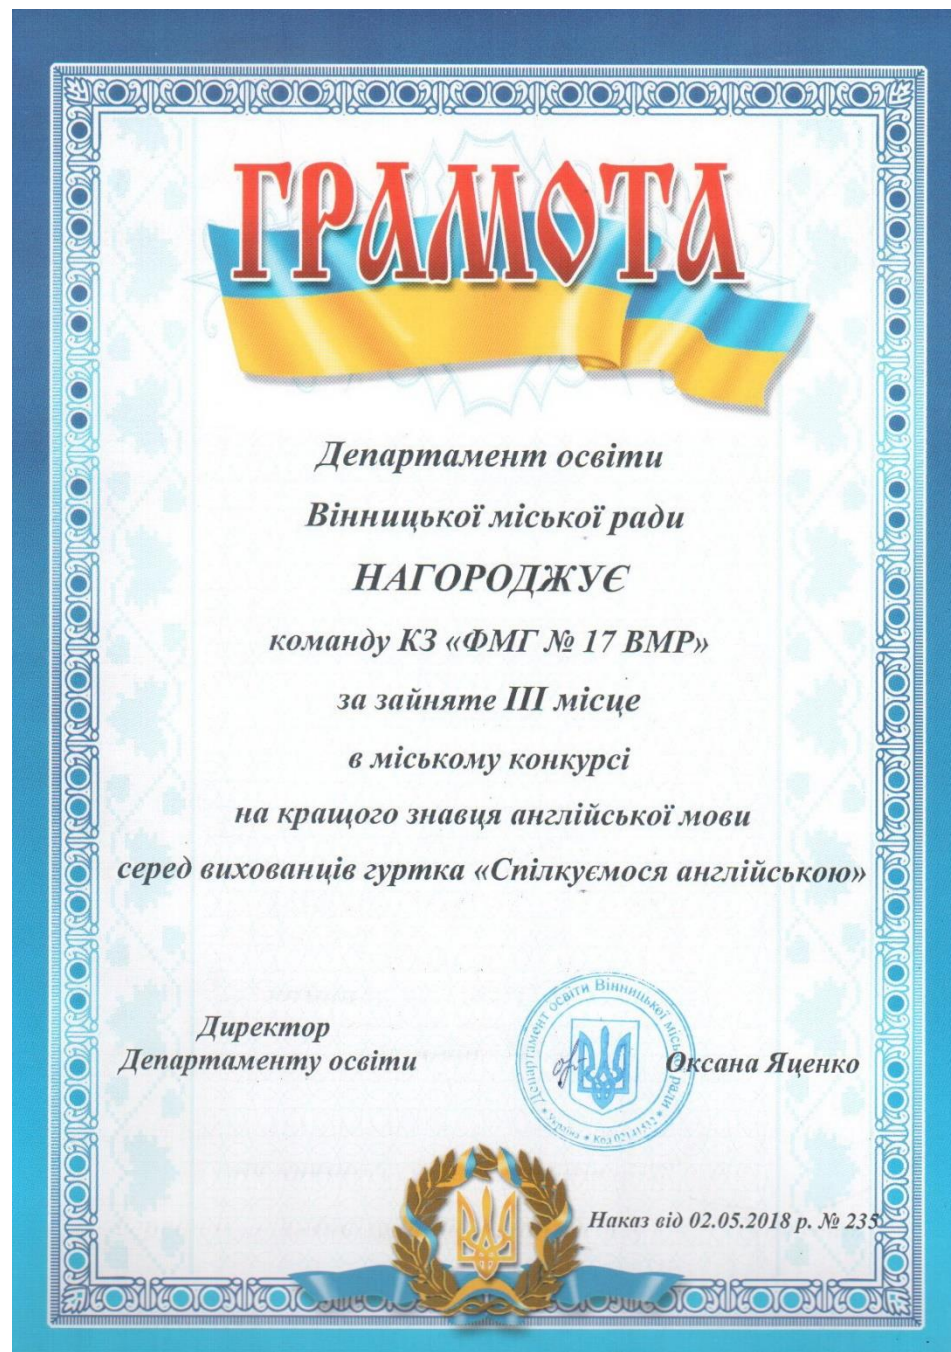 ГРАМОТА
Департамент освіти
Вінницької міської ради
НАГОРОДЖУЄ
команду КЗ «ФМГ № 17 ВМР»
за зайняте III місце
в міському конкурсі
на кращого знавця англійської мови
серед вихованців гуртка «Спілкуємося англійською»
Директор
Департаменту освіти
Оксана Яценко
Департамент освіти Вінницької міської ради
Україна * Код
Наказ від 02.05.2018 р. № 235